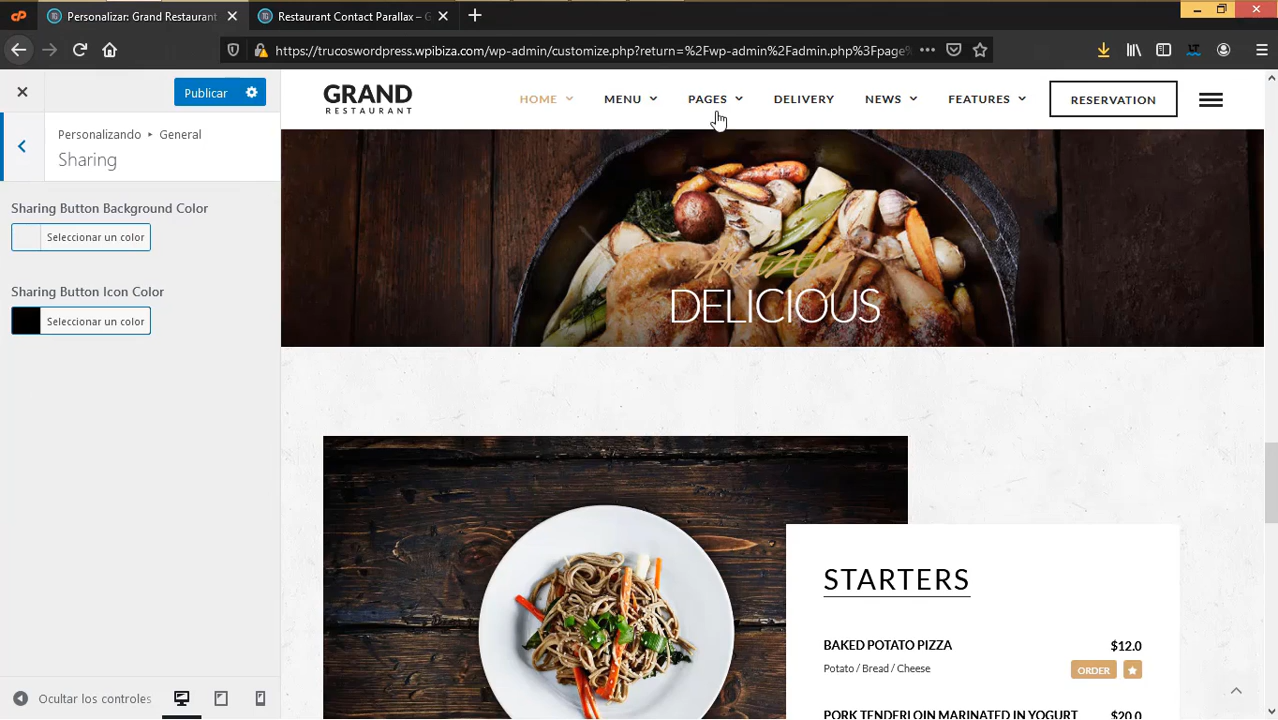 Personalizar: Grand Restaurant
Restaurant Contact Parallax – G
https://trucoswordpress.wpibiza.com/wp-admin/customize.php?return=%2Fwp-admin%2Fadmin.php%3Fpage
Publicar
Personalizando ▸ General
Sharing
Sharing Button Background Color
Seleccionar un color
Sharing Button Icon Color
Seleccionar un color
Ocultar los controles
GRAND
RESTAURANT
HOME MENU PAGES DELIVERY NEWS FEATURES RESERVATION
Amazing
DELICIOUS
STARTERS
BAKED POTATO PIZZA $12.0
Potato / Bread / Cheese ORDER
PORK TENDERLOIN MARINATED IN YOGURT $20.0